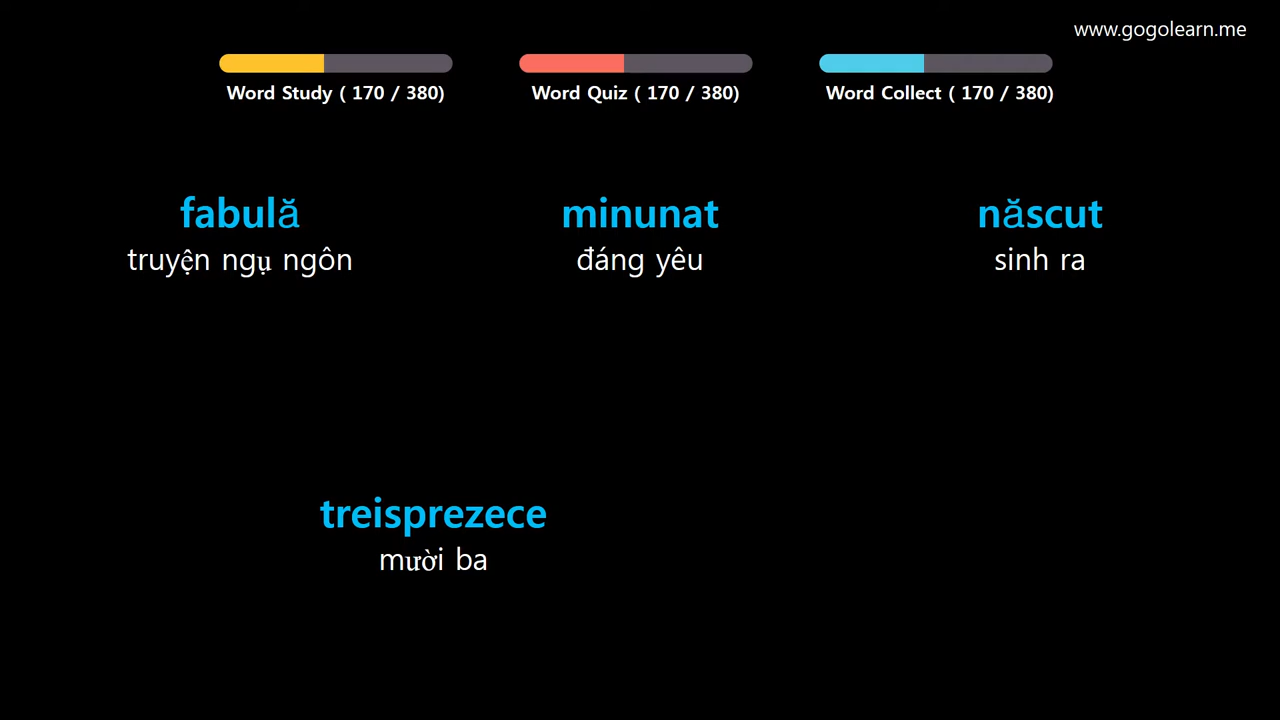 www.gogolearn.me
Word Study ( 170 / 380)
Word Quiz ( 170 / 380)
Word Collect ( 170 / 380)
fabulă
truyện ngụ ngôn
minunat
đáng yêu
născut
sinh ra
treisprezece
mười ba